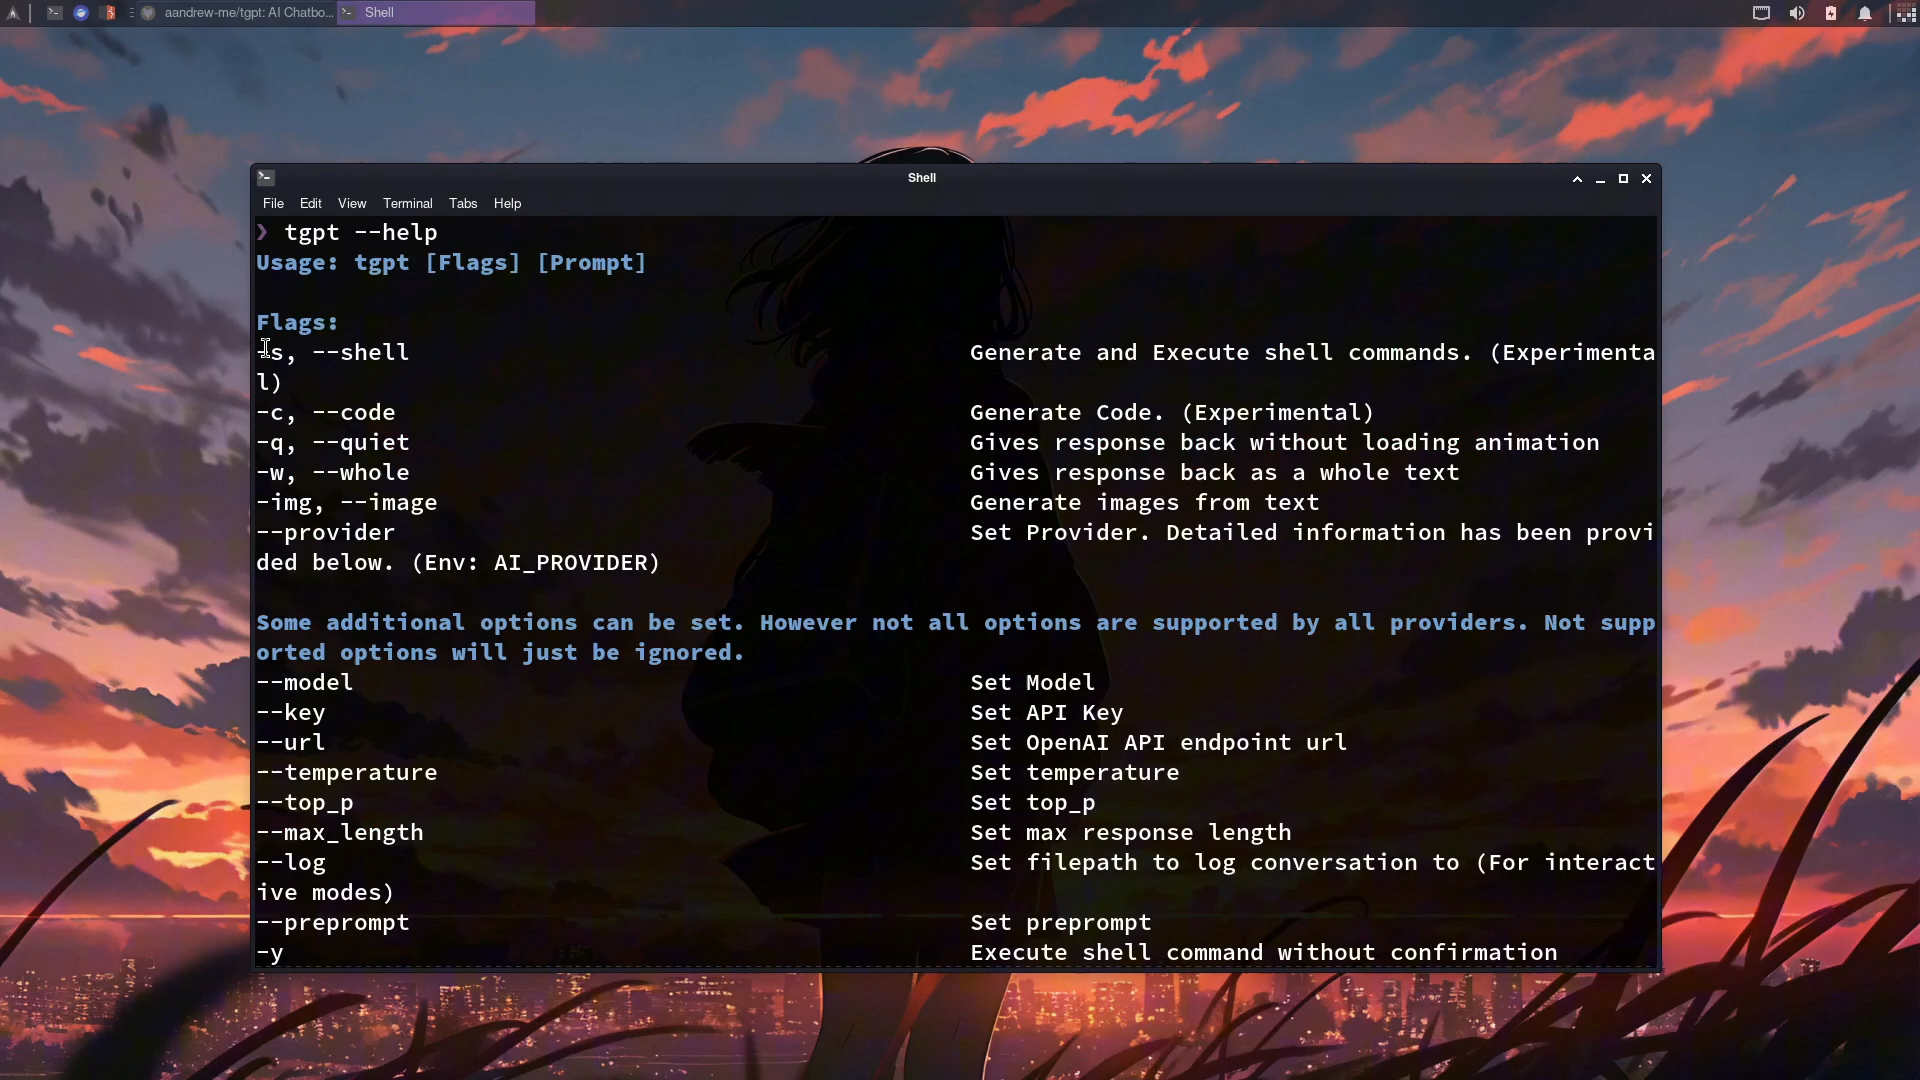 aandrew-me/tgpt: AI Chatbo...
Shell
Shell
File Edit View Terminal Tabs Help
❯ tgpt --help
Usage: tgpt [Flags] [Prompt]
Flags:
-s, --shell Generate and Execute shell commands. (Experimenta
l)
-c, --code Generate Code. (Experimental)
-q, --quiet Gives response back without loading animation
-w, --whole Gives response back as a whole text
-img, --image Generate images from text
--provider Set Provider. Detailed information has been provi
ded below. (Env: AI_PROVIDER)
Some additional options can be set. However not all options are supported by all providers. Not supp
orted options will just be ignored.
--model Set Model
--key Set API Key
--url Set OpenAI API endpoint url
--temperature Set temperature
--top_p Set top_p
--max_length Set max response length
--log Set filepath to log conversation to (For interact
ive modes)
--preprompt Set preprompt
-y Execute shell command without confirmation